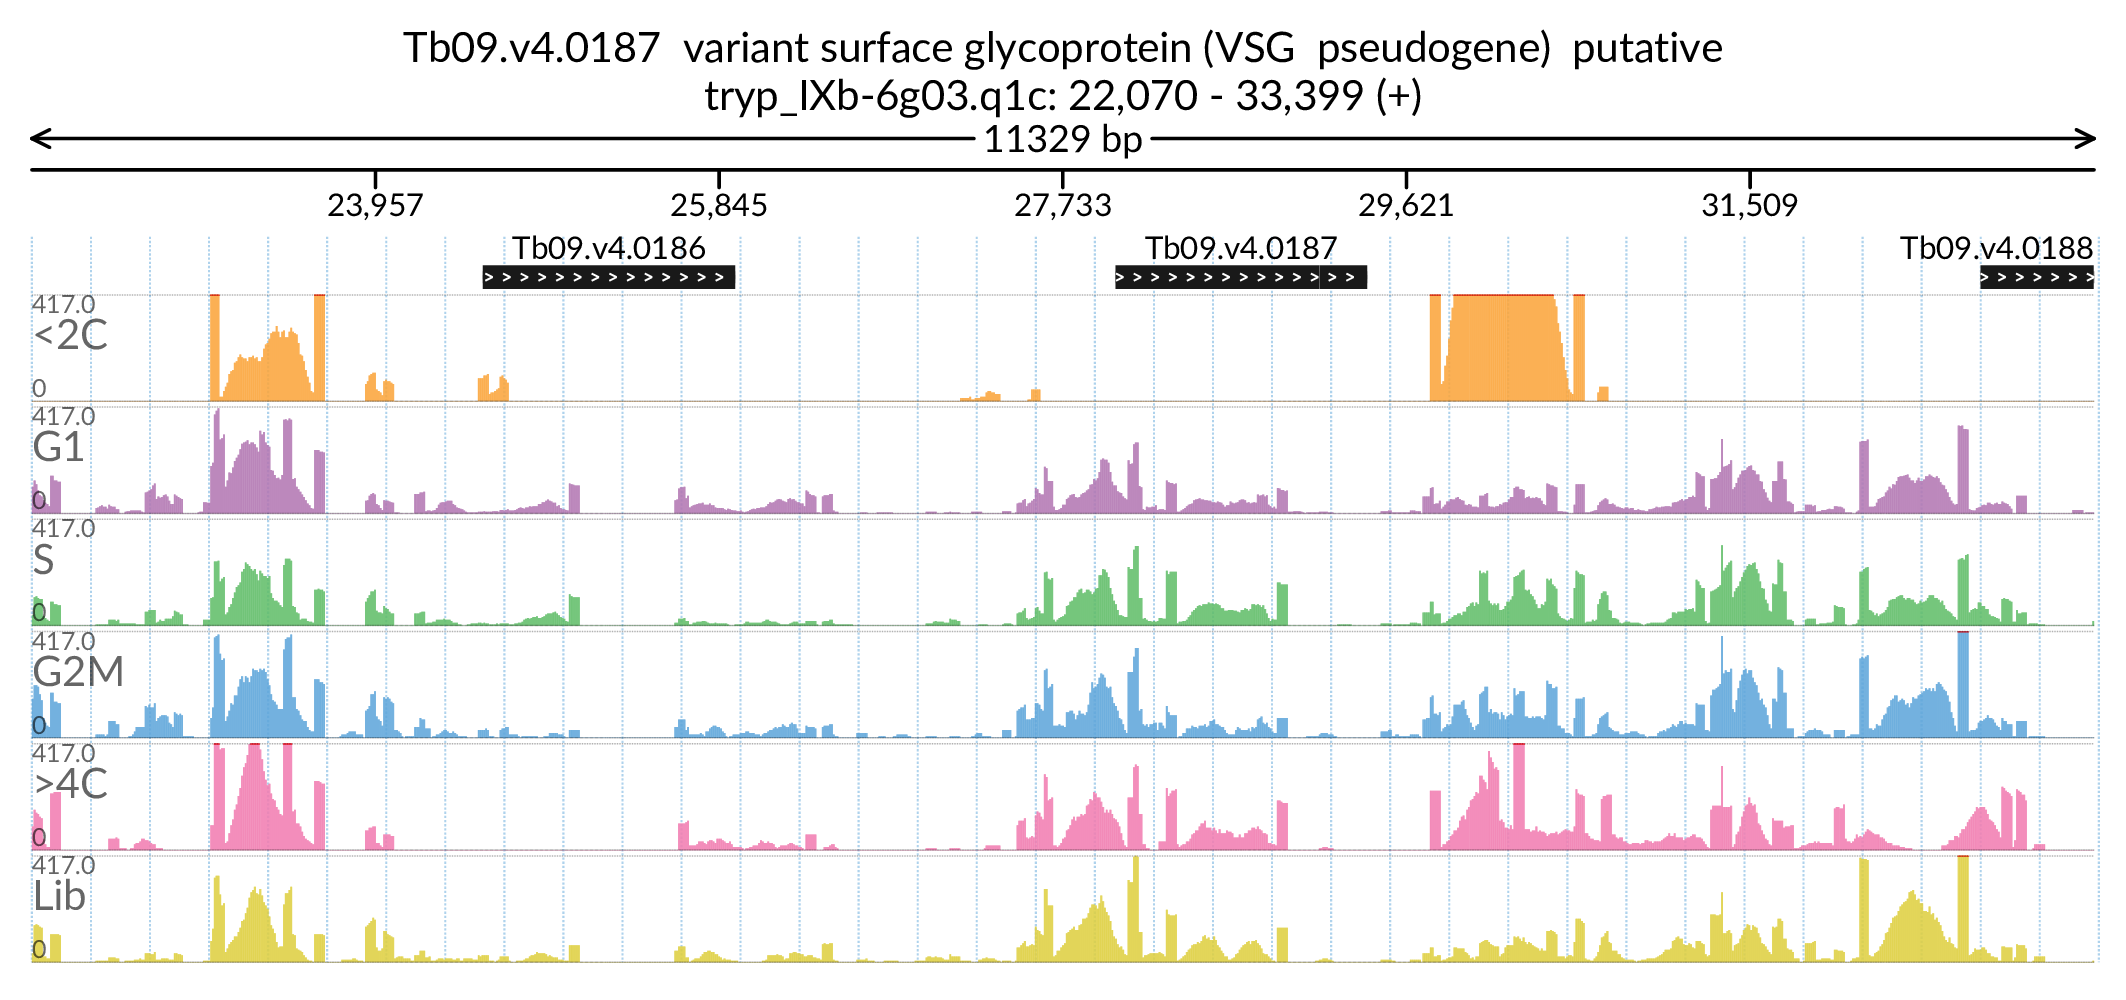 Tb09.v4.0187 variant surface glycoprotein (VSG pseudogene) putative
tryp_IXb-6g03.q1c: 22,070 - 33,399 (+)
11329 bp
23,957 25,845 27,733 29,621 31,509
Tb09.v4.0186 Tb09.v4.0187 Tb09.v4.0188
417.0
<2C
0
417.0
G1
0
417.0
S
0
417.0
G2M
0
417.0
>4C
0
417.0
Lib
0